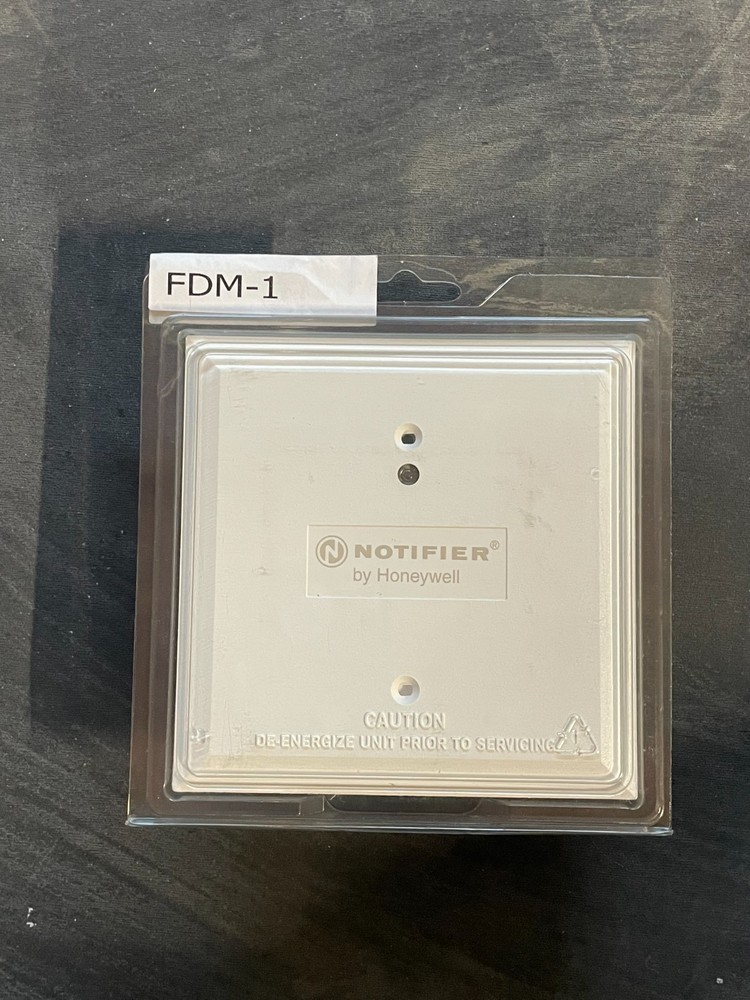 FDM-1
NOTIFIER®
by Honeywell
CAUTION
DE-ENERGIZE UNIT PRIOR TO SERVICING